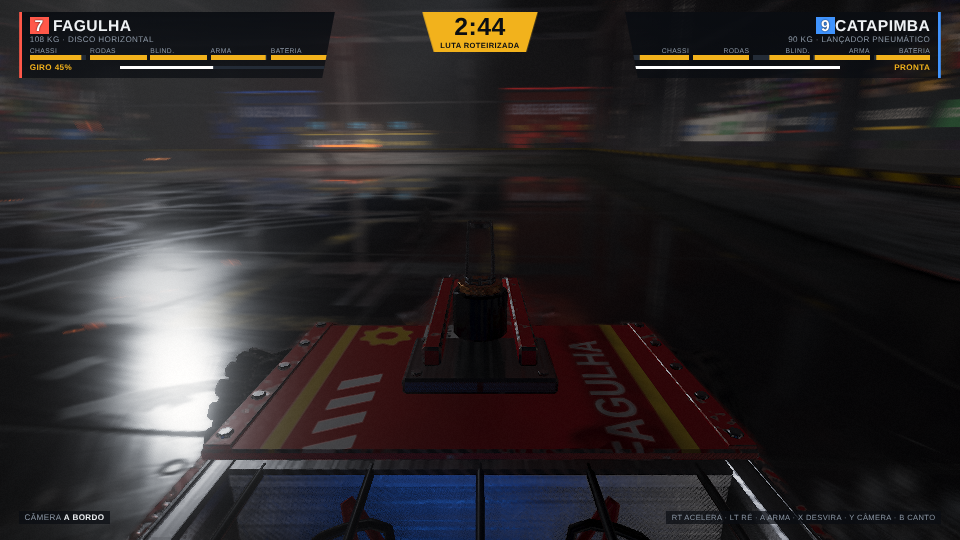 7 FAGULHA
108 KG · DISCO HORIZONTAL
CHASSI RODAS BLIND. ARMA BATERIA
GIRO 45%
2:44
LUTA ROTEIRIZADA
9 CATAPIMBA
90 KG · LANÇADOR PNEUMÁTICO
CHASSI RODAS BLIND. ARMA BATERIA
PRONTA
FAGULHA
CÂMERA A BORDO
RT ACELERA · LT RÉ · A ARMA · X DESVIRA · Y CÂMERA · B CANTO